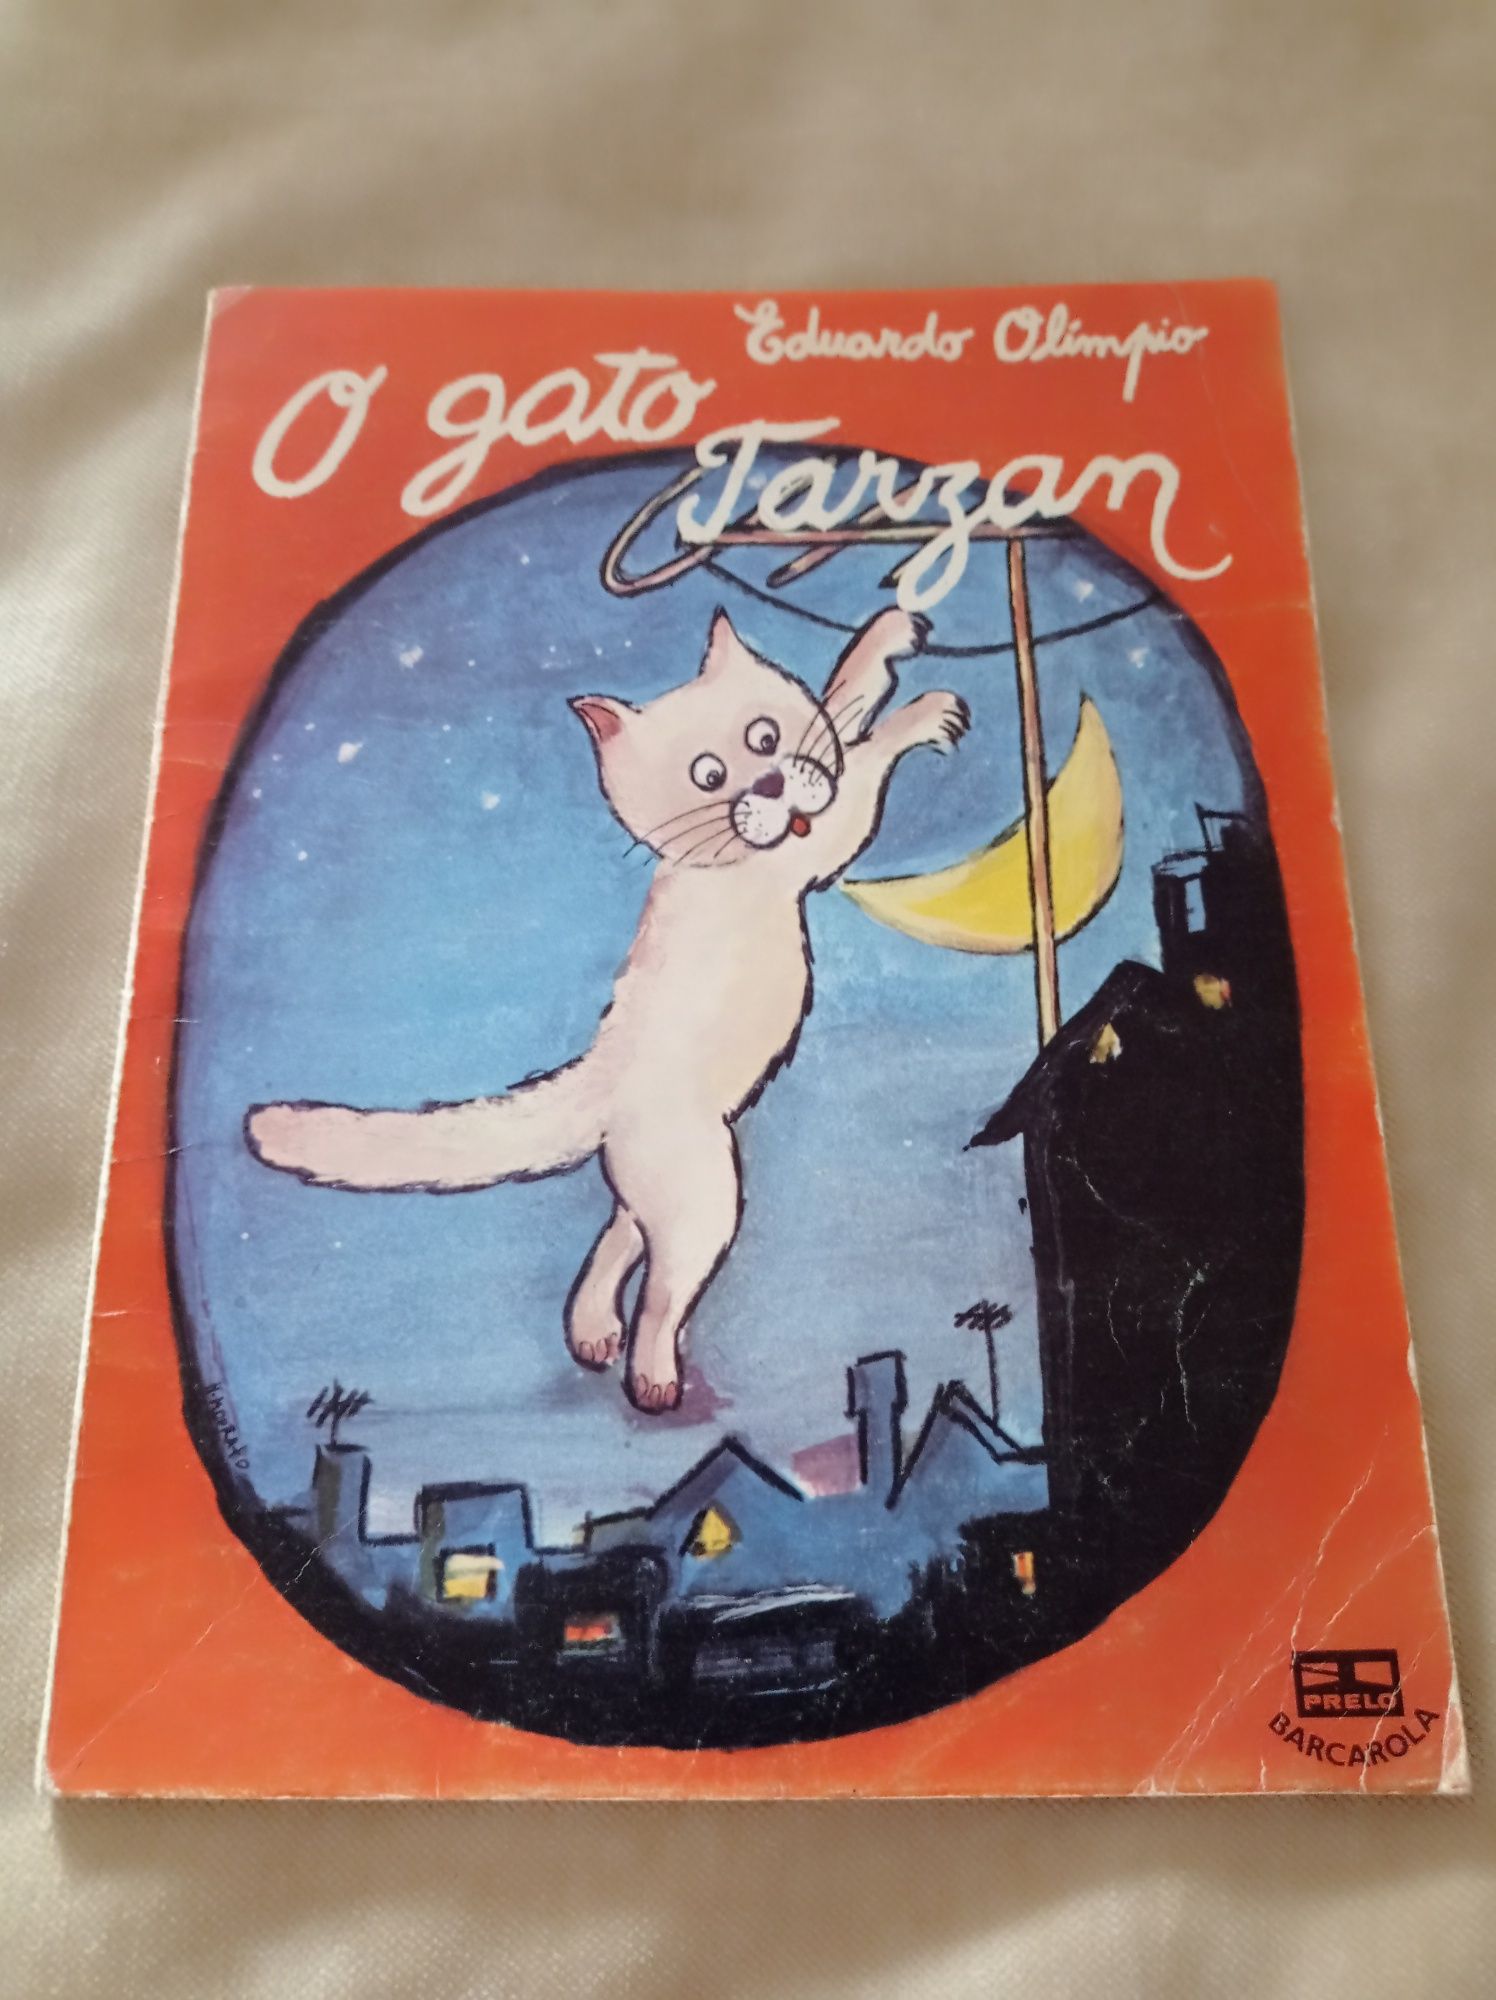 Eduardo Olímpio
O gato
Tarzan
PRELO
BARCAROLA